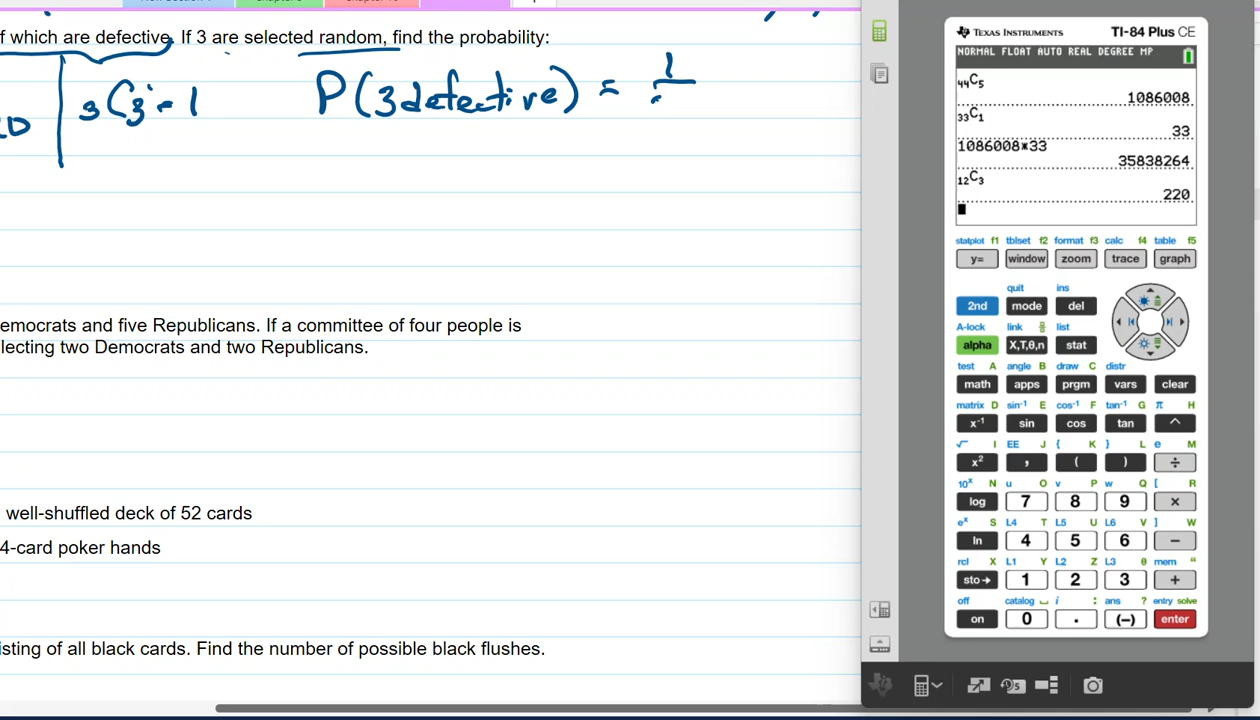 f which are defective. If 3 are selected random, find the probability:
3C3 = 1
P(3 defective) = 1
emocrats and five Republicans. If a committee of four people is
lecting two Democrats and two Republicans.
well-shuffled deck of 52 cards
4-card poker hands
sting of all black cards. Find the number of possible black flushes.
TEXAS INSTRUMENTS TI-84 Plus CE
NORMAL FLOAT AUTO REAL DEGREE MP
44C5
1086008
33C1
33
1086008*33
35838264
12C3
220
statplot f1 tblset f2 format f3 calc f4 table f5
y= window zoom trace graph
quit ins
2nd mode del
A-lock link list
alpha X,T,θ,n stat
test A angle B draw C distr
math apps prgm vars clear
matrix D sin-1 E cos-1 F tan-1 G π H
x-1 sin cos tan ^
√ I EE J { K } L e M
x² , ( ) ÷
10x N u O v P w Q [ R
log 7 8 9 ×
ex S L4 T L5 U L6 V ] W
ln 4 5 6 −
rcl X L1 Y L2 Z L3 θ mem "
sto→ 1 2 3 +
off catalog i : ans ? entry solve
on 0 . (−) enter